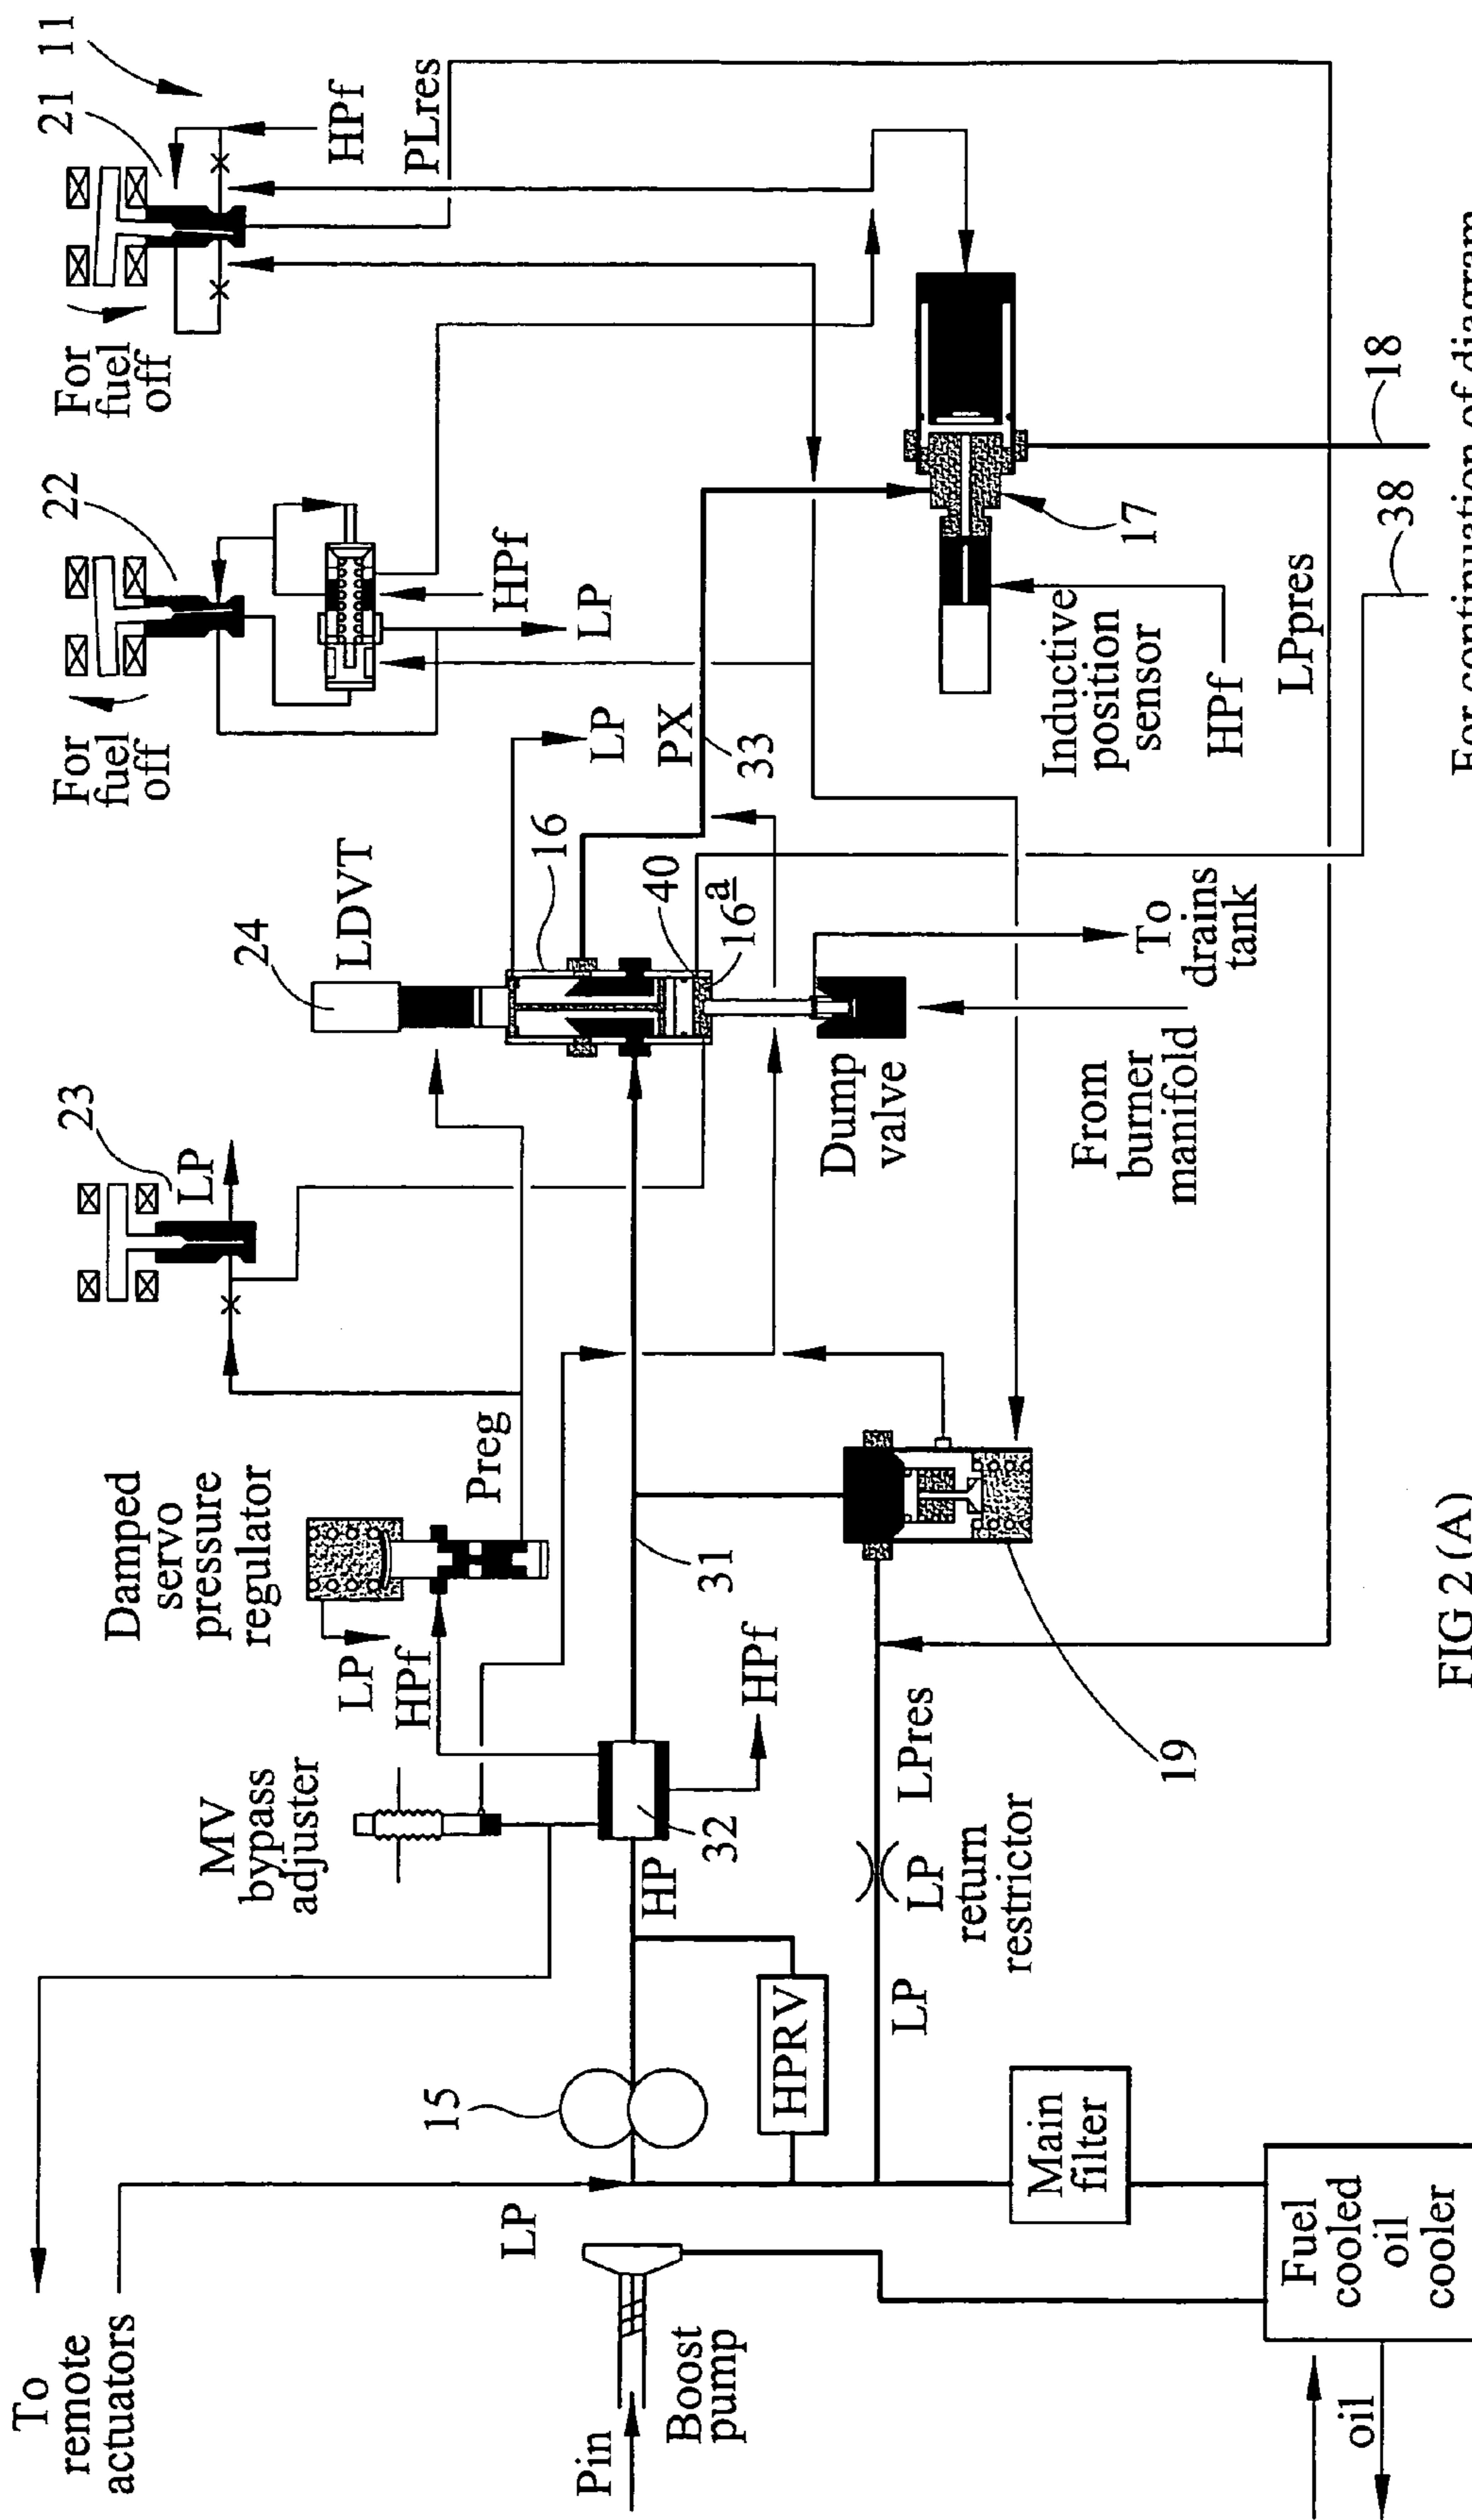 To
remote
actuators
MV
bypass
adjuster
Damped
servo
pressure
regulator
LP
HPf
Preg
23
LP
24
LDVT
For
fuel
off
22
For
fuel
off
21
11
HPf
PLres
HPf
LP
LP
16
PX
33
40
16a
Pin
Boost
pump
LP
15
HP
32
HPf
31
HPRV
Dump
valve
From
burner
manifold
To
drains
tank
Inductive
position
sensor
HPf
17
18
38
LPpres
LP
LP
return
restrictor
LPres
19
Main
filter
Fuel
cooled
oil
cooler
oil
FIG 2 (A)
For continuation of diagram